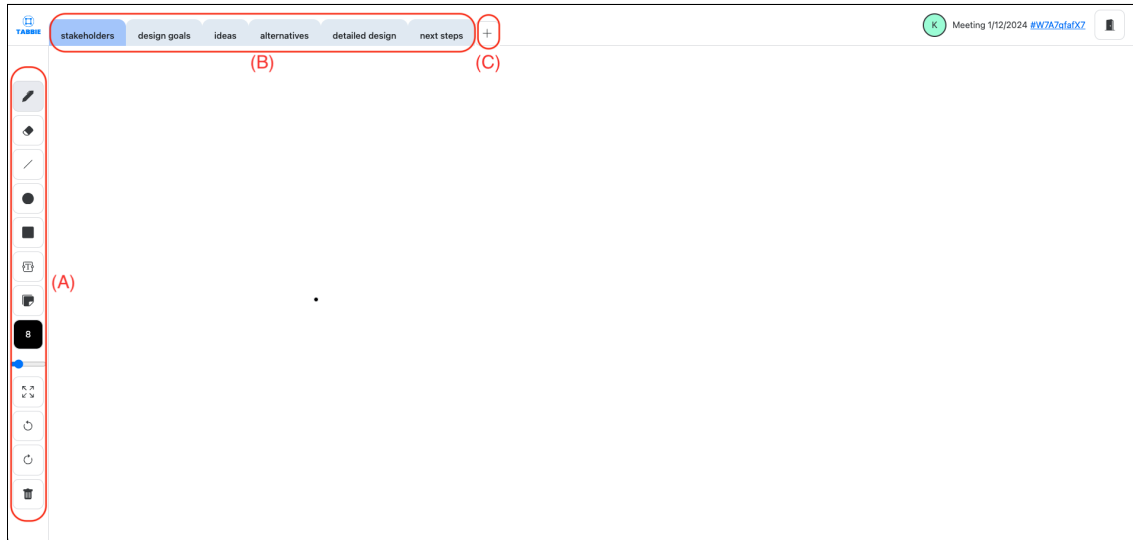 TABBIE
stakeholders design goals ideas alternatives detailed design next steps +
K Meeting 1/12/2024 #W7A7qfafX7
(B) (C)
T
(A)
8